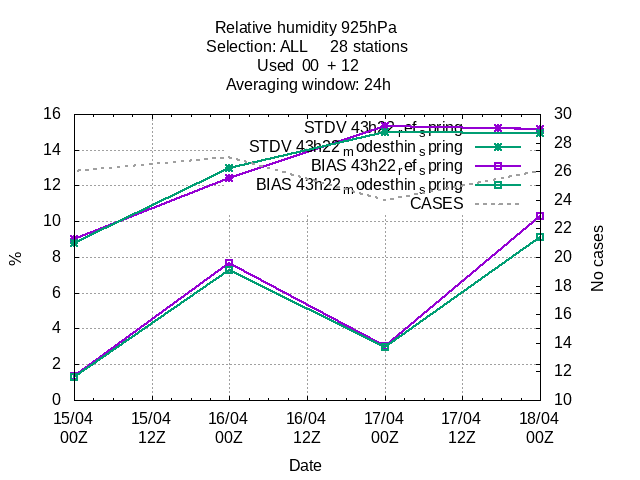 Relative humidity 925hPa
Selection: ALL 28 stations
Used 00 + 12
Averaging window: 24h
STDV 43h22_ref_spring
STDV 43h22_modesthin_spring
BIAS 43h22_ref_spring
BIAS 43h22_modesthin_spring
CASES
16
14
12
10
8
6
4
2
0
%
30
28
26
24
22
20
18
16
14
12
10
No cases
15/04 15/04 16/04 16/04 17/04 17/04 18/04
00Z 12Z 00Z 12Z 00Z 12Z 00Z
Date